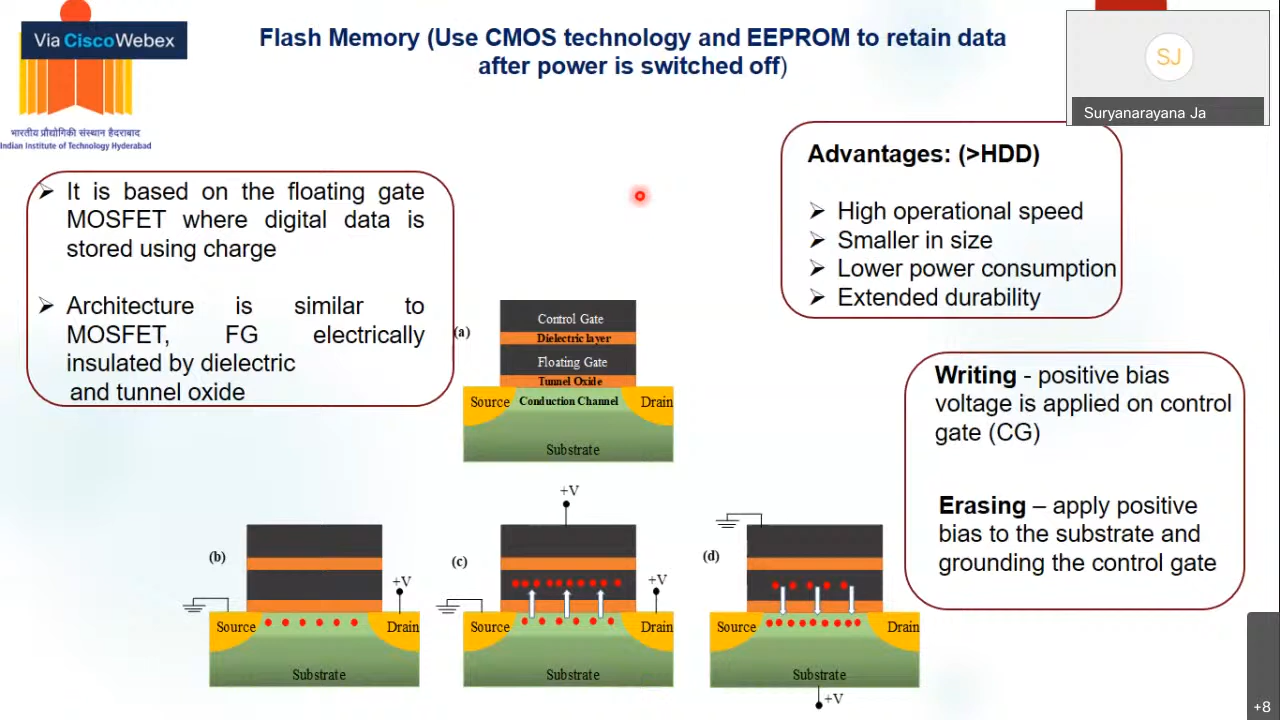 Via Cisco Webex
Flash Memory (Use CMOS technology and EEPROM to retain data
after power is switched off)
SJ
Suryanarayana Ja
भारतीय प्रौद्योगिकी संस्थान हैदराबाद
Indian Institute of Technology Hyderabad
➢ It is based on the floating gate
MOSFET where digital data is
stored using charge
➢ Architecture is similar to
MOSFET, FG electrically
insulated by dielectric
and tunnel oxide
Advantages: (>HDD)
➢ High operational speed
➢ Smaller in size
➢ Lower power consumption
➢ Extended durability
(a)
Control Gate
Dielectric layer
Floating Gate
Tunnel Oxide
Source Conduction Channel Drain
Substrate
Writing - positive bias
voltage is applied on control
gate (CG)
Erasing – apply positive
bias to the substrate and
grounding the control gate
(b)
+V
Source Drain
Substrate
(c)
+V
+V
Source Drain
Substrate
(d)
Source Drain
Substrate
+V
+8